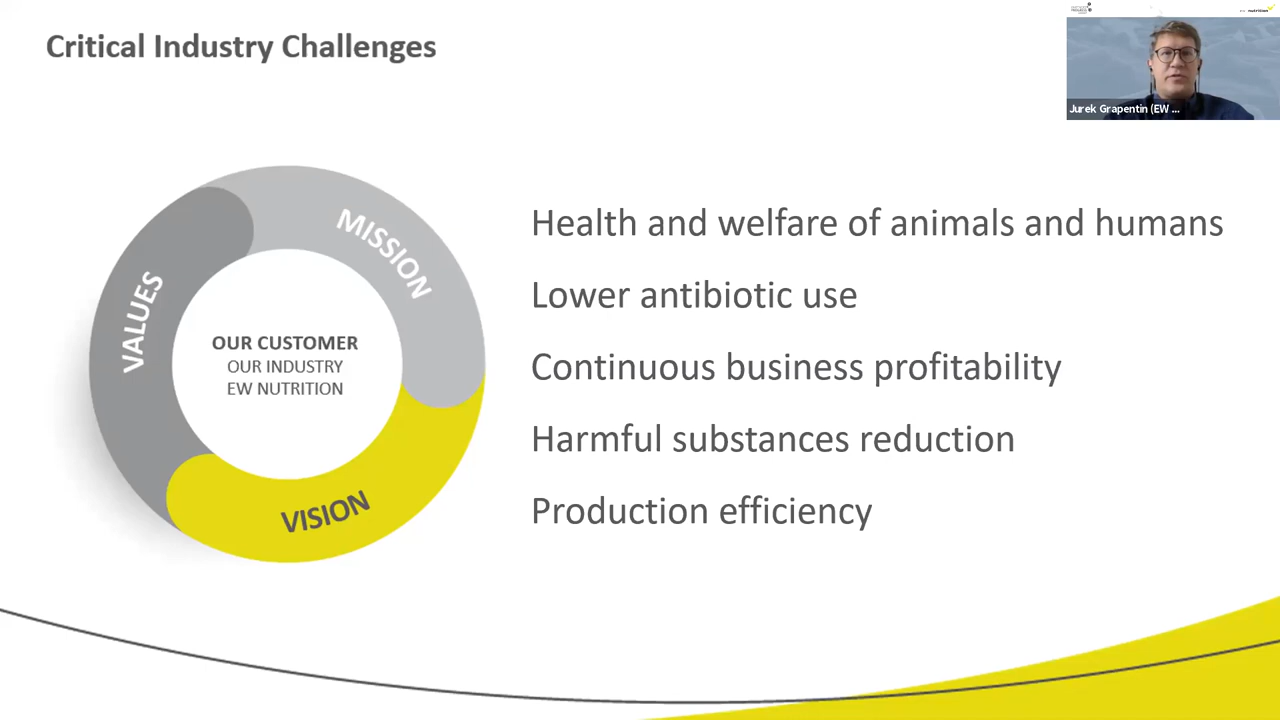 Critical Industry Challenges
nutrition
Jurek Grapentin (EW ...
MISSION
VALUES
OUR CUSTOMER
OUR INDUSTRY
EW NUTRITION
VISION
Health and welfare of animals and humans
Lower antibiotic use
Continuous business profitability
Harmful substances reduction
Production efficiency